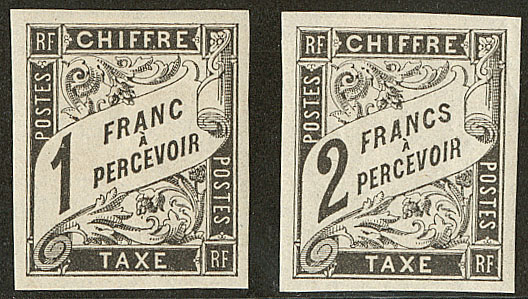 RF CHIFFRE
POSTES
1 FRANC
À
PERCEVOIR
POSTES
TAXE RF
RF CHIFFRE
POSTES
2 FRANCS
À
PERCEVOIR
POSTES
TAXE RF